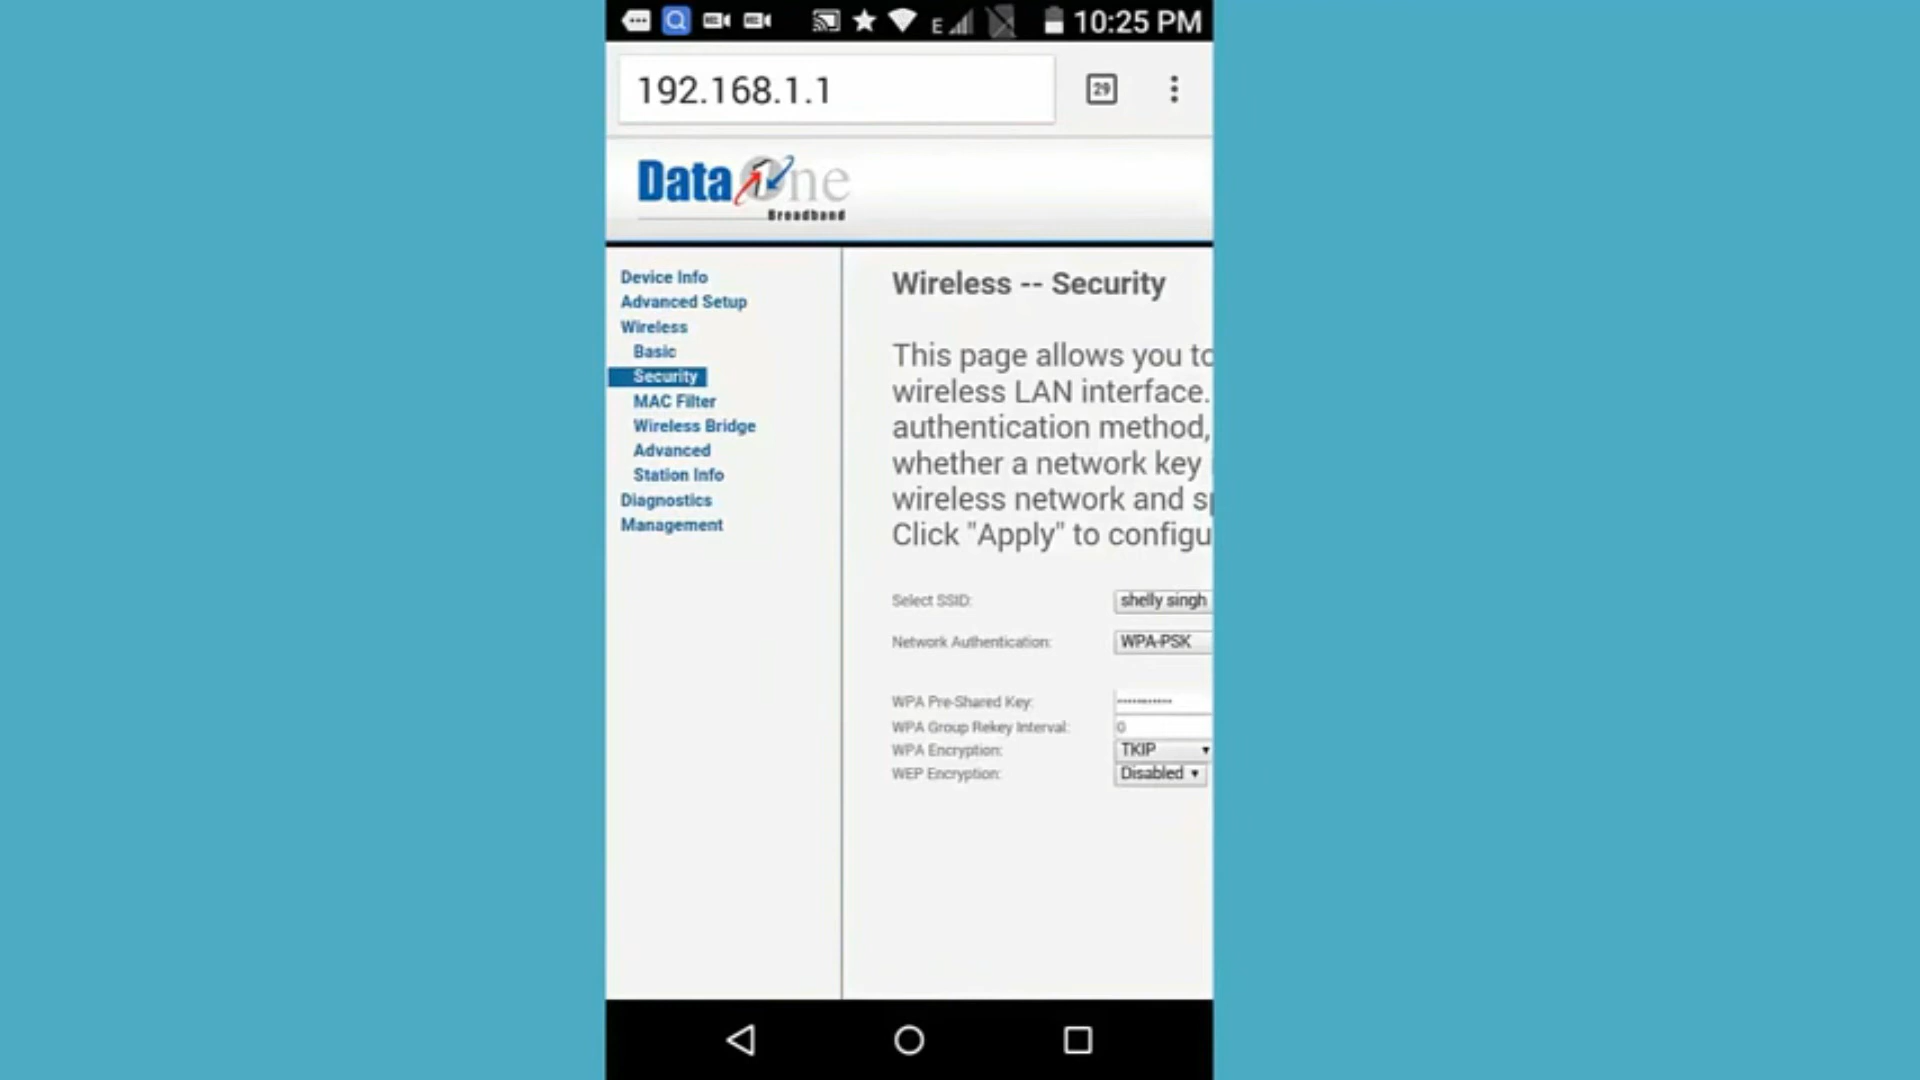 E
10:25 PM
192.168.1.1
29
Data One
Broadband
Device Info
Advanced Setup
Wireless
Basic
Security
MAC Filter
Wireless Bridge
Advanced
Station Info
Diagnostics
Management
Wireless -- Security
This page allows you to
wireless LAN interface.
authentication method,
whether a network key
wireless network and sp
Click "Apply" to configu
Select SSID: shelly singh
Network Authentication: WPA-PSK
WPA Pre-Shared Key: ············
WPA Group Rekey Interval: 0
WPA Encryption: TKIP
WEP Encryption: Disabled